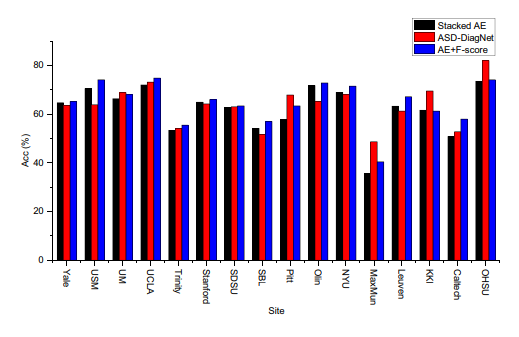 Stacked AE
ASD-DiagNet
AE+F-score
80
60
40
20
0
Acc (%)
Yale
USM
UM
UCLA
Trinity
Stanford
SDSU
SBL
Pitt
Olin
NYU
MaxMun
Leuven
KKI
Caltech
OHSU
Site